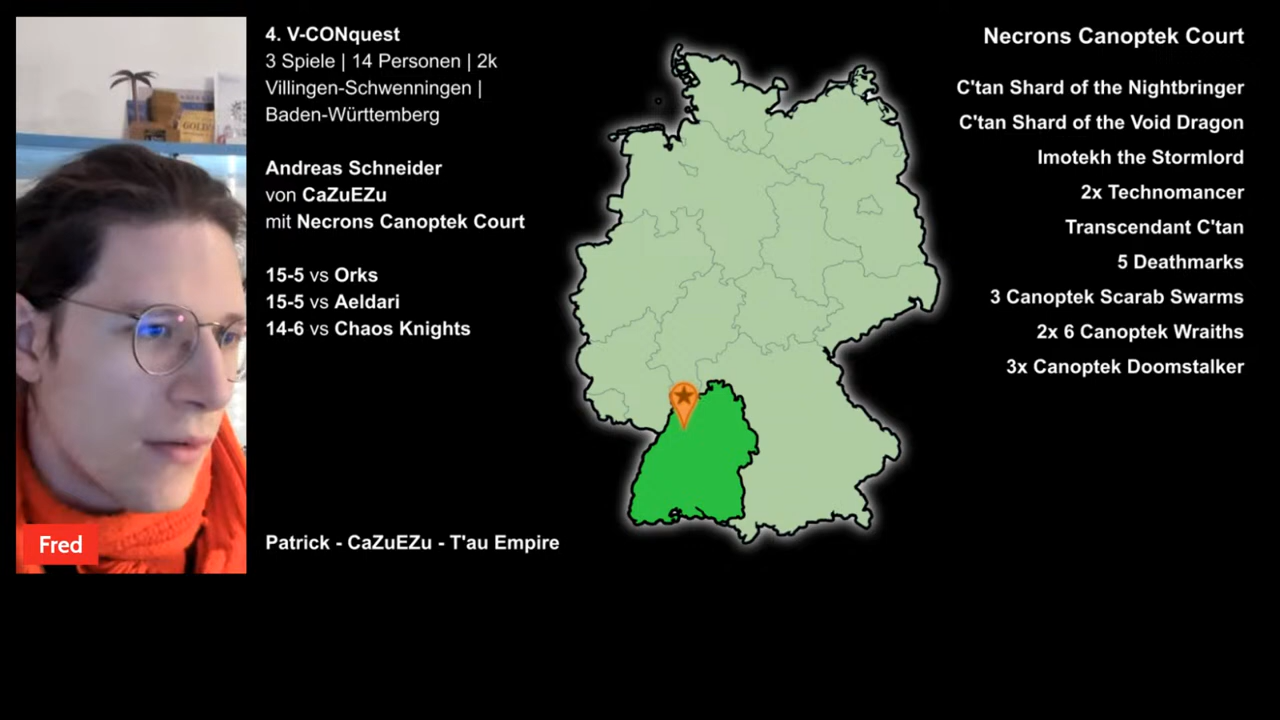 4. V-CONquest
3 Spiele | 14 Personen | 2k
Villingen-Schwenningen |
Baden-Württemberg
Andreas Schneider
von CaZuEZu
mit Necrons Canoptek Court
15-5 vs Orks
15-5 vs Aeldari
14-6 vs Chaos Knights
Patrick - CaZuEZu - T'au Empire
Necrons Canoptek Court
C'tan Shard of the Nightbringer
C'tan Shard of the Void Dragon
Imotekh the Stormlord
2x Technomancer
Transcendant C'tan
5 Deathmarks
3 Canoptek Scarab Swarms
2x 6 Canoptek Wraiths
3x Canoptek Doomstalker
GOLD
Fred